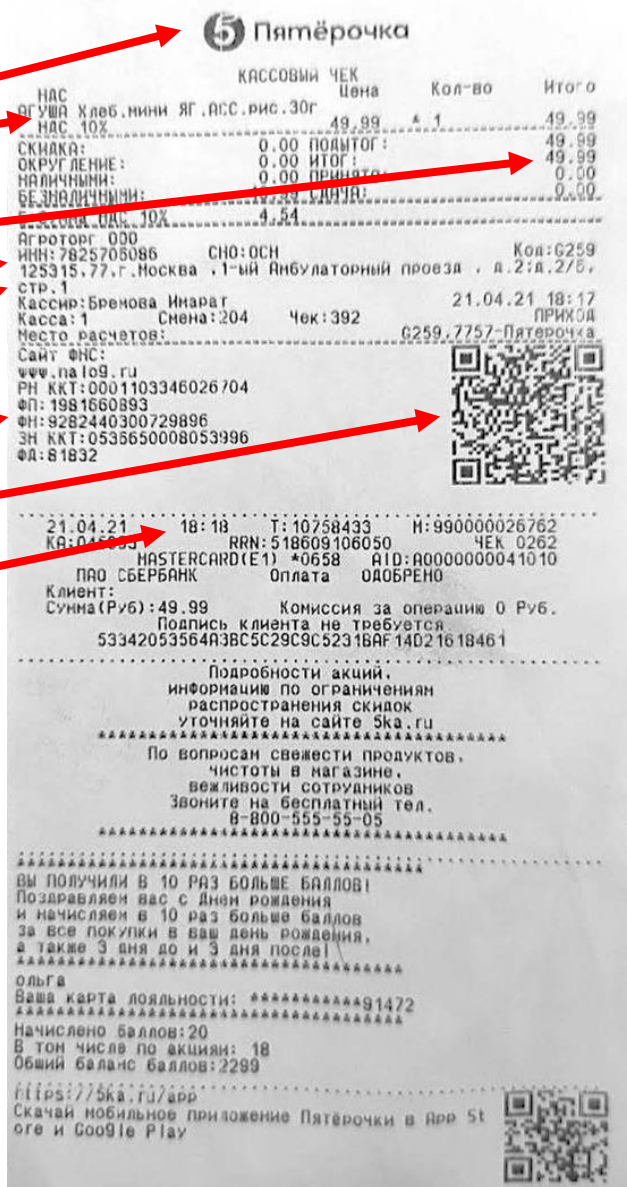 5 Пятёрочка
КАССОВЫЙ ЧЕК
НАС Цена Кол-во Итого
АГУША Хлеб.мини ЯГ.АСС.рис.30г
НДС 10% 49.99 * 1 49.99
СКИДКА: 0.00 ПОДЫТОГ: 49.99
ОКРУГЛЕНИЕ: 0.00 ИТОГ: 49.99
НАЛИЧНЫМИ: 0.00 ПРИНЯТО: 0.00
БЕЗНАЛИЧНЫМИ: СДАЧА: 0.00
НДС 10% 4.54
Агроторг ООО
ИНН:7825706086 СНО:ОСН Код:G259
125315,77,г.Москва ,1-ый Амбулаторный проезд , д.2;д.2/6,
стр.1
Кассир:Бремова Имарат 21.04.21 18:17
Касса:1 Смена:204 Чек:392 ПРИХОД
Место расчетов: G259,7757-Пятерочка
Сайт ФНС:
www.nalog.ru
РН ККТ:0001103346026704
ФП:1981660893
ФН:9282440300729896
ЗН ККТ:0536650008053996
ФД:81832
21.04.21 18:18 Т:10758433 М:990000026762
КА: RRN:518609106050 ЧЕК 0262
MASTERCARD(E1) *0658 AID:A0000000041010
ПАО СБЕРБАНК Оплата ОДОБРЕНО
Клиент:
Сумма(Руб):49.99 Комиссия за операцию 0 Руб.
Подпись клиента не требуется
53342053564A3BC5C29C9C5231BAF14D21618461
Подробности акций,
информацию по ограничениям
распространения скидок
уточняйте на сайте 5ka.ru
****************************************
По вопросам свежести продуктов,
чистоты в магазине,
вежливости сотрудников
Звоните на бесплатный тел.
8-800-555-55-05
****************************************
****************************************
ВЫ ПОЛУЧИЛИ В 10 РАЗ БОЛЬШЕ БАЛЛОВ!
Поздравляем вас с Днем рождения
и начисляем в 10 раз больше баллов
за все покупки в ваш день рождения,
а также 3 дня до и 3 дня после!
****************************************
ольга
Ваша карта лояльности: ***********91472
****************************************
Начислено баллов:20
В том числе по акциям: 18
Общий баланс баллов:2299
https://5ka.ru/app
Скачай мобильное приложение Пятёрочки в App St
ore и Google Play